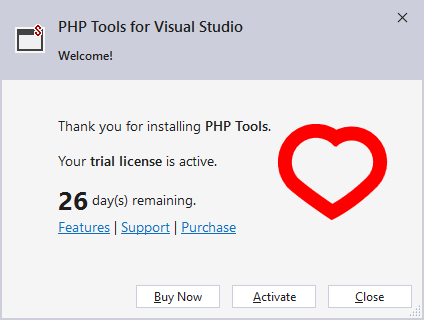 PHP Tools for Visual Studio
Welcome!
Thank you for installing PHP Tools.
Your trial license is active.
26 day(s) remaining.
Features | Support | Purchase
Buy Now Activate Close